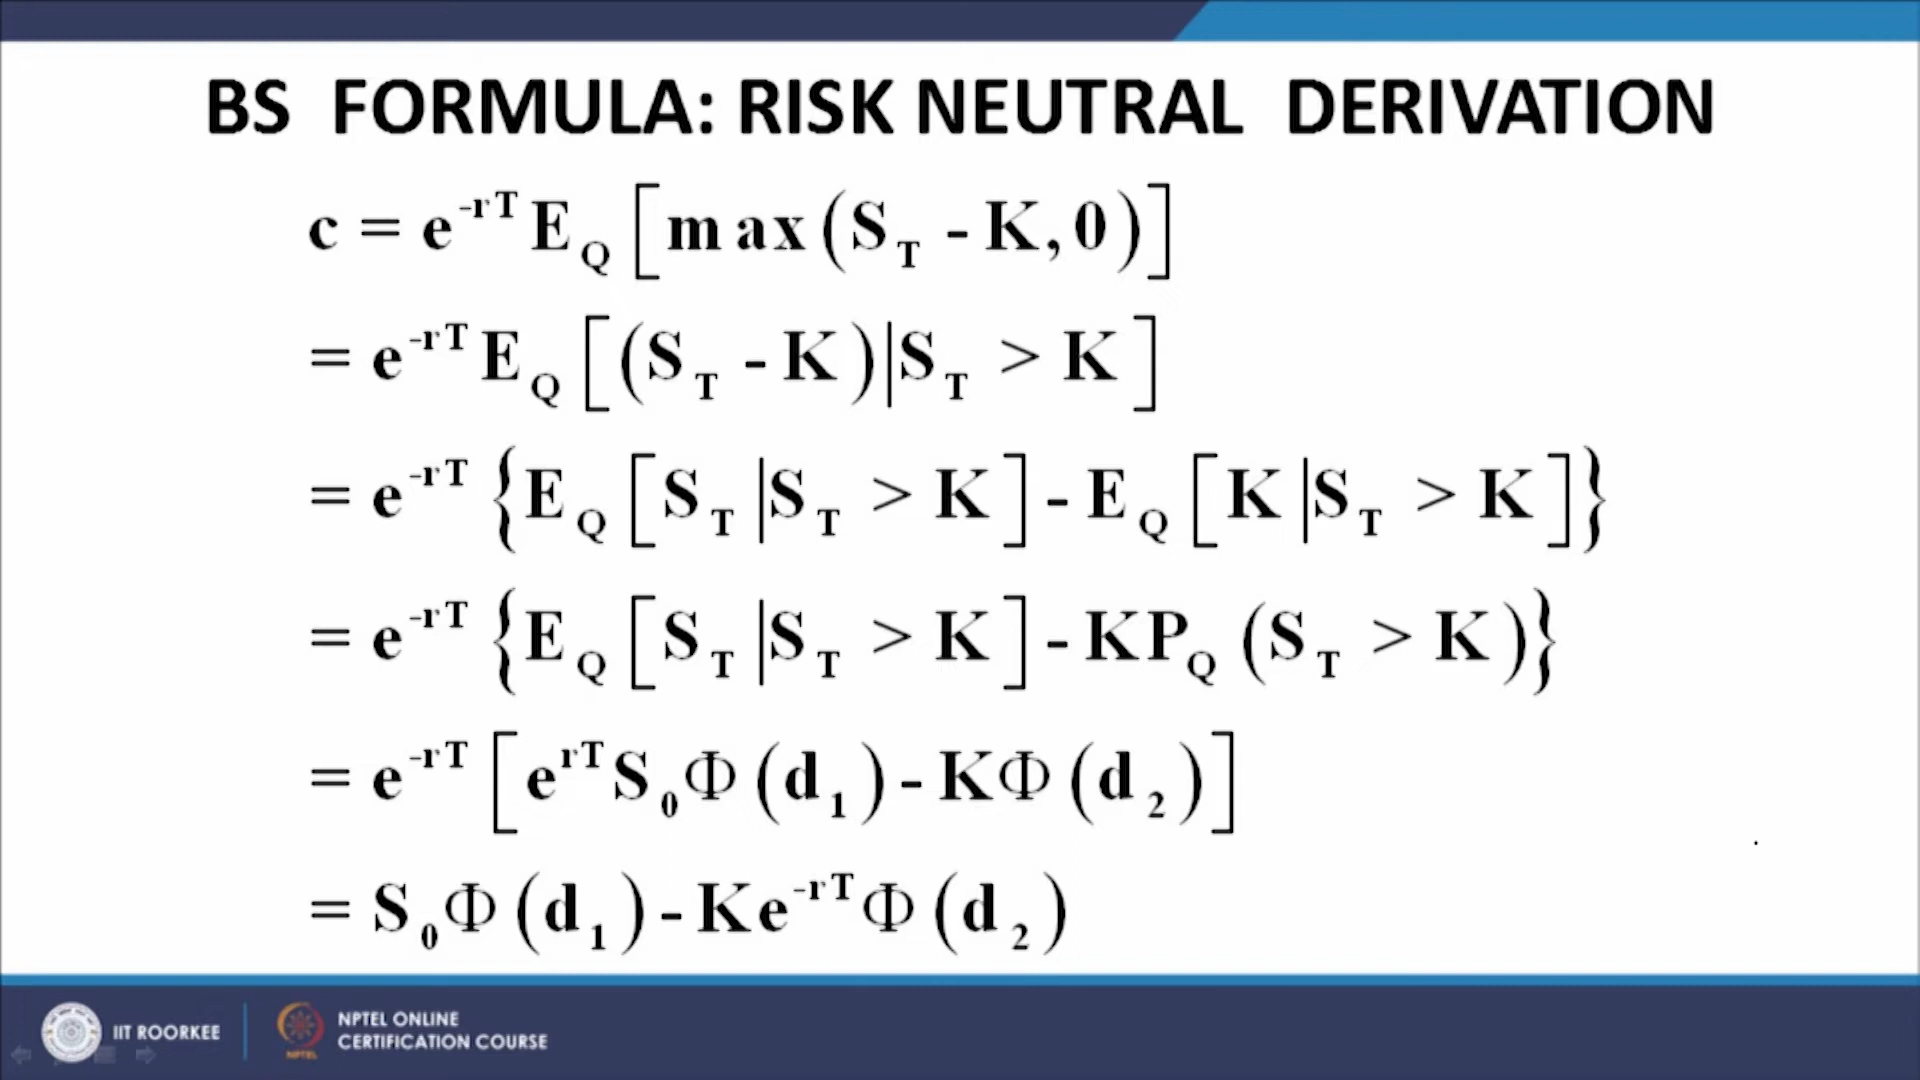 BS FORMULA: RISK NEUTRAL DERIVATION
c = e^{-rT} E_Q [max(S_T - K, 0)]
= e^{-rT} E_Q [(S_T - K)|S_T > K]
= e^{-rT} {E_Q [S_T |S_T > K] - E_Q [K |S_T > K]}
= e^{-rT} {E_Q [S_T |S_T > K] - KP_Q (S_T > K)}
= e^{-rT} [e^{rT} S_0 Φ(d_1) - KΦ(d_2)]
= S_0 Φ(d_1) - Ke^{-rT} Φ(d_2)
IIT ROORKEE
NPTEL
NPTEL ONLINE
CERTIFICATION COURSE